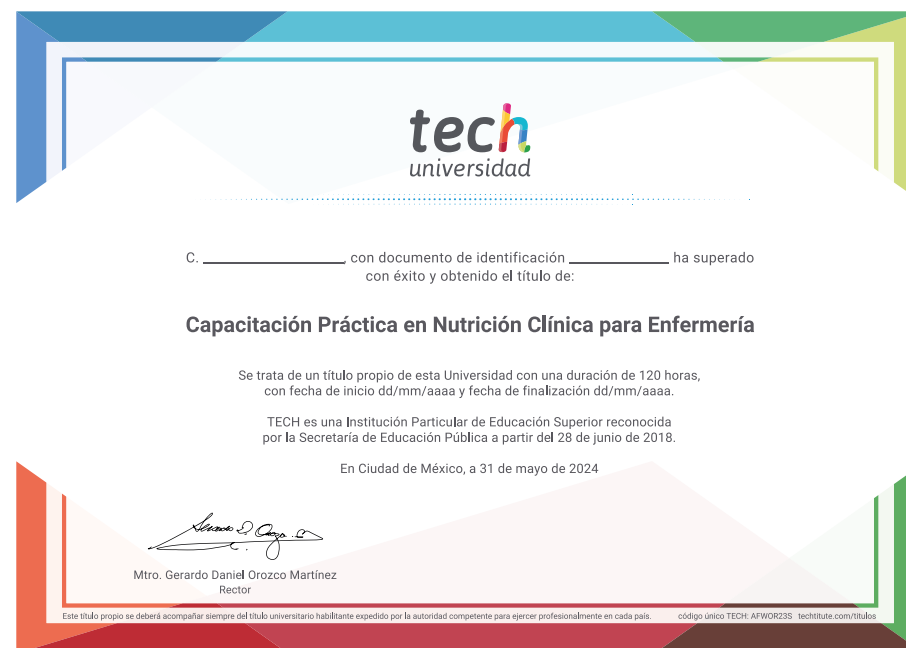 tech
universidad
C. ____________, con documento de identificación ____________ ha superado
con éxito y obtenido el título de:
Capacitación Práctica en Nutrición Clínica para Enfermería
Se trata de un título propio de esta Universidad con una duración de 120 horas,
con fecha de inicio dd/mm/aaaa y fecha de finalización dd/mm/aaaa.
TECH es una Institución Particular de Educación Superior reconocida
por la Secretaría de Educación Pública a partir del 28 de junio de 2018.
En Ciudad de México, a 31 de mayo de 2024
Mtro. Gerardo Daniel Orozco Martínez
Rector
Este título propio se deberá acompañar siempre del título universitario habilitante expedido por la autoridad competente para ejercer profesionalmente en cada país. código único TECH: AFWOR23S techtitute.com/titulos